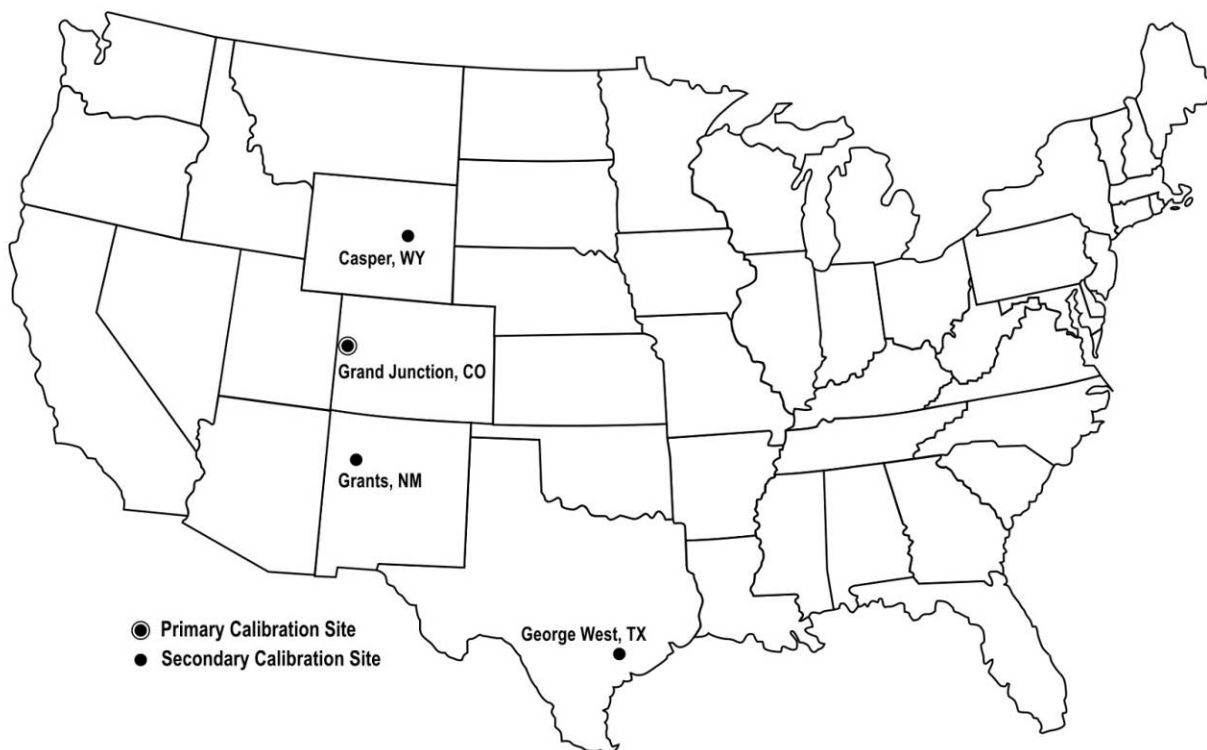 Casper, WY
Grand Junction, CO
Grants, NM
George West, TX
Primary Calibration Site
Secondary Calibration Site